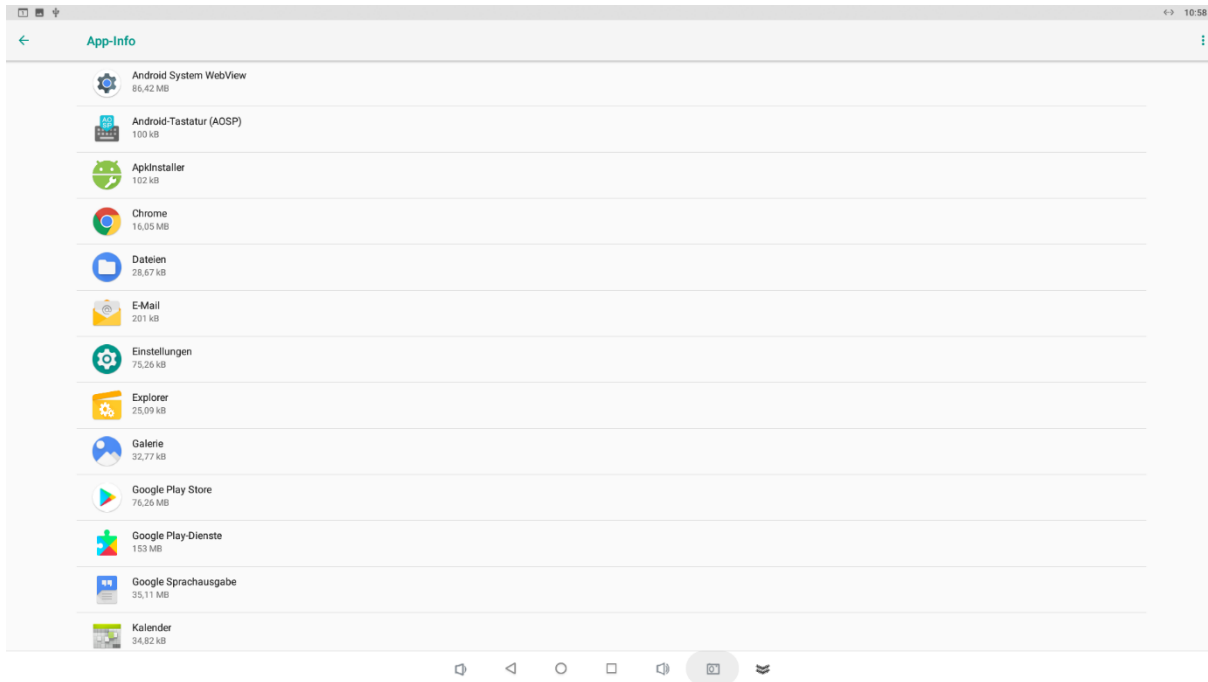 10:58
App-Info
Android System WebView
86,42 MB
Android-Tastatur (AOSP)
100 kB
ApkInstaller
102 kB
Chrome
16,05 MB
Dateien
28,67 kB
E-Mail
201 kB
Einstellungen
75,26 kB
Explorer
25,09 kB
Galerie
32,77 kB
Google Play Store
76,26 MB
Google Play-Dienste
153 MB
Google Sprachausgabe
35,11 MB
Kalender
34,82 kB